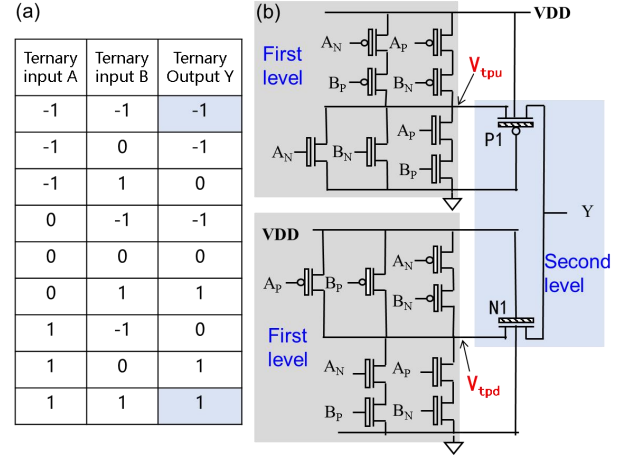 (a)
Ternary input A Ternary input B Ternary Output Y
-1 -1 -1
-1 0 -1
-1 1 0
0 -1 -1
0 0 0
0 1 1
1 -1 0
1 0 1
1 1 1
(b)
VDD
First level
A_N A_P
B_P B_N
V_tpu
A_N B_N A_P
B_P
P1
Y
Second level
VDD
A_P B_P A_N
B_N
N1
First level
A_N A_P
B_P B_N
V_tpd